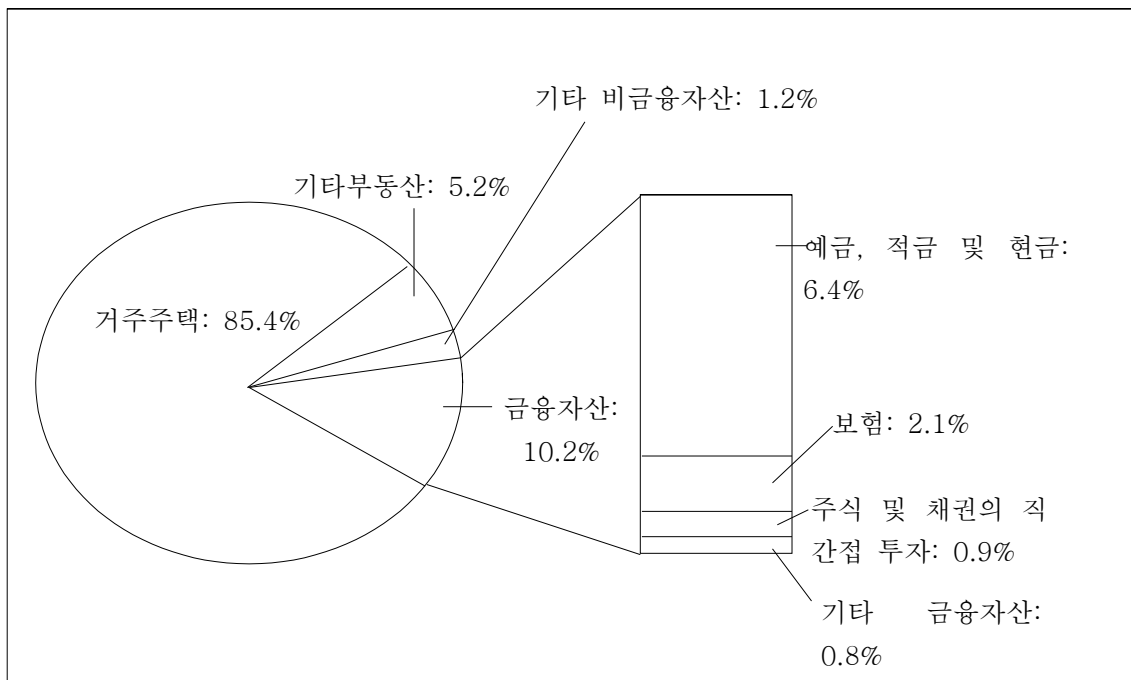 기타 비금융자산: 1.2%
기타부동산: 5.2%
거주주택: 85.4%
금융자산:
10.2%
예금, 적금 및 현금:
6.4%
보험: 2.1%
주식 및 채권의 직
간접 투자: 0.9%
기타 금융자산:
0.8%